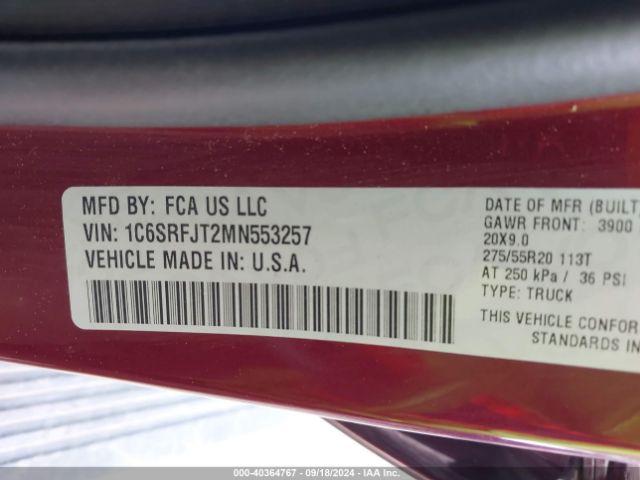 MFD BY: FCA US LLC
VIN: 1C6SRFJT2MN553257
VEHICLE MADE IN: U.S.A.
DATE OF MFR (BUILT)
GAWR FRONT: 3900
20X9.0
275/55R20 113T
AT 250 kPa / 36 PSI
TYPE: TRUCK
THIS VEHICLE CONFOR
STANDARDS IN
000-40364767 - 09/18/2024 - IAA Inc.